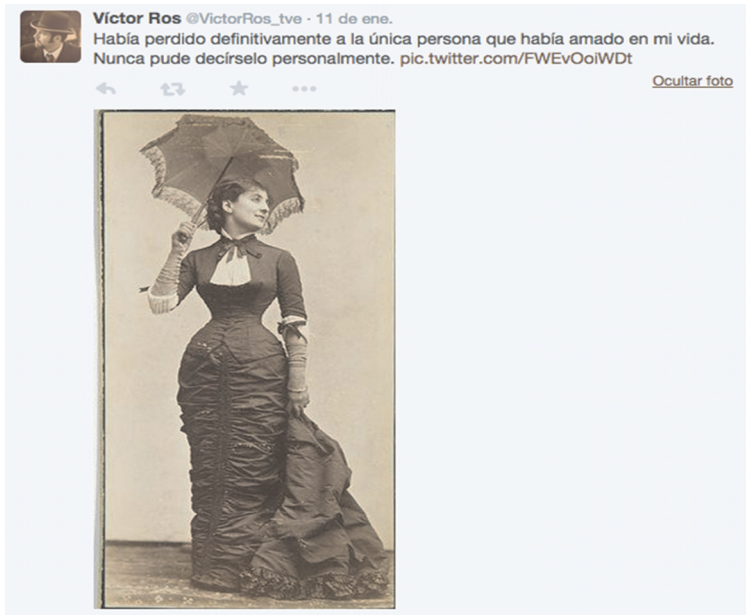 Víctor Ros @VictorRos_tve · 11 de ene.
Había perdido definitivamente a la única persona que había amado en mi vida.
Nunca pude decírselo personalmente. pic.twitter.com/FWEvOoiWDt
Ocultar foto